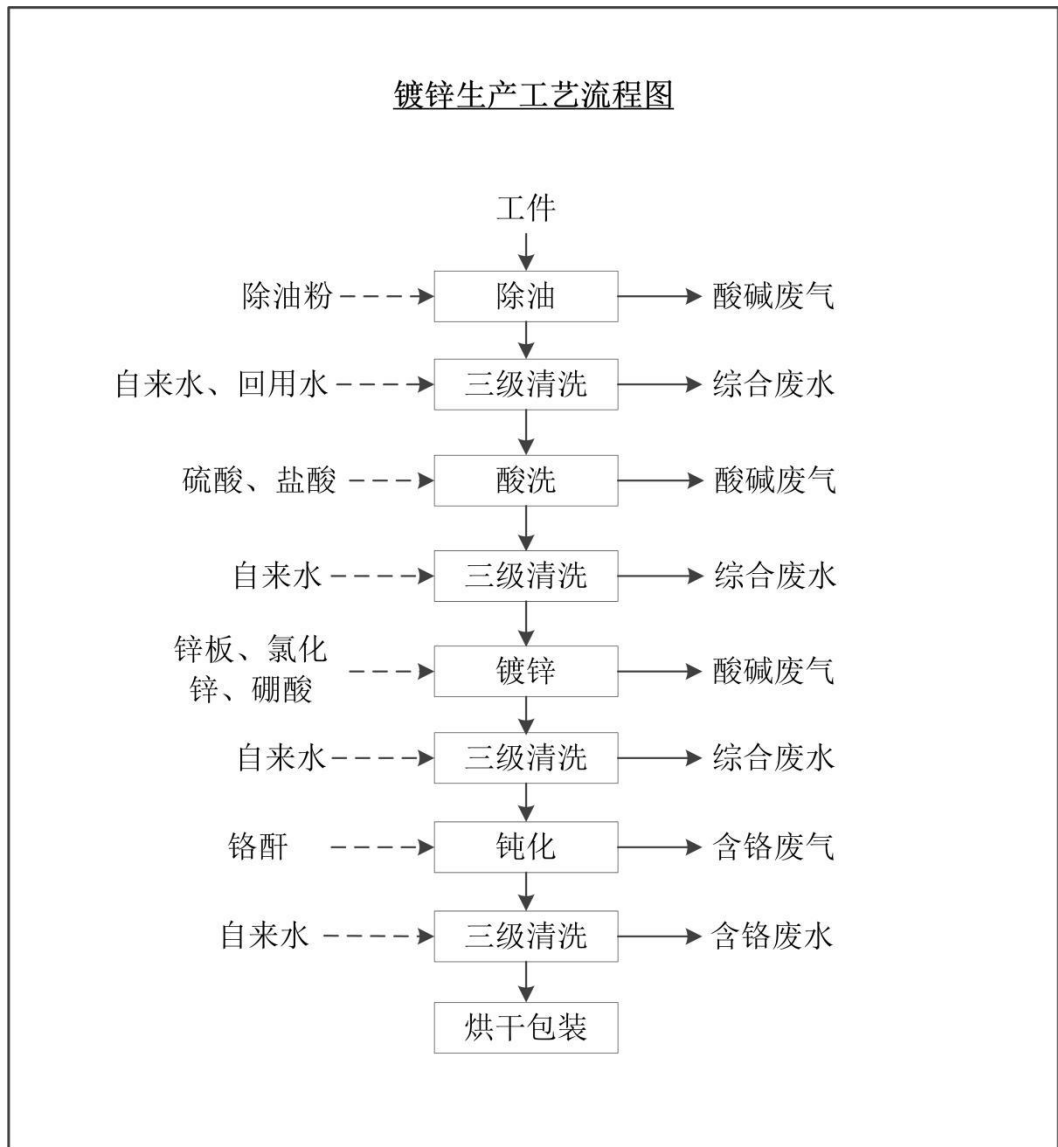 镀锌生产工艺流程图
工件
除油粉 除油 酸碱废气
自来水、回用水 三级清洗 综合废水
硫酸、盐酸 酸洗 酸碱废气
自来水 三级清洗 综合废水
锌板、氯化
锌、硼酸
镀锌 酸碱废气
自来水 三级清洗 综合废水
铬酐 钝化 含铬废气
自来水 三级清洗 含铬废水
烘干包装